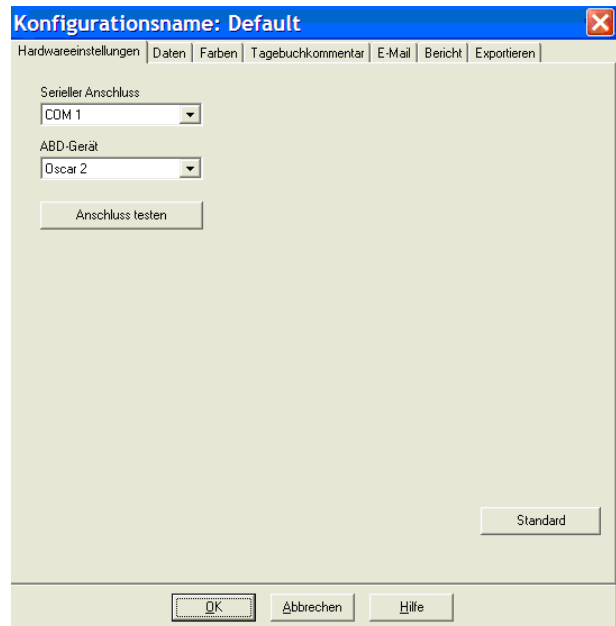 Konfigurationsname: Default
Hardwareeinstellungen Daten Farben Tagebuchkommentar E-Mail Bericht Exportieren
Serieller Anschluss
COM 1
ABD-Gerät
Oscar 2
Anschluss testen
Standard
OK Abbrechen Hilfe